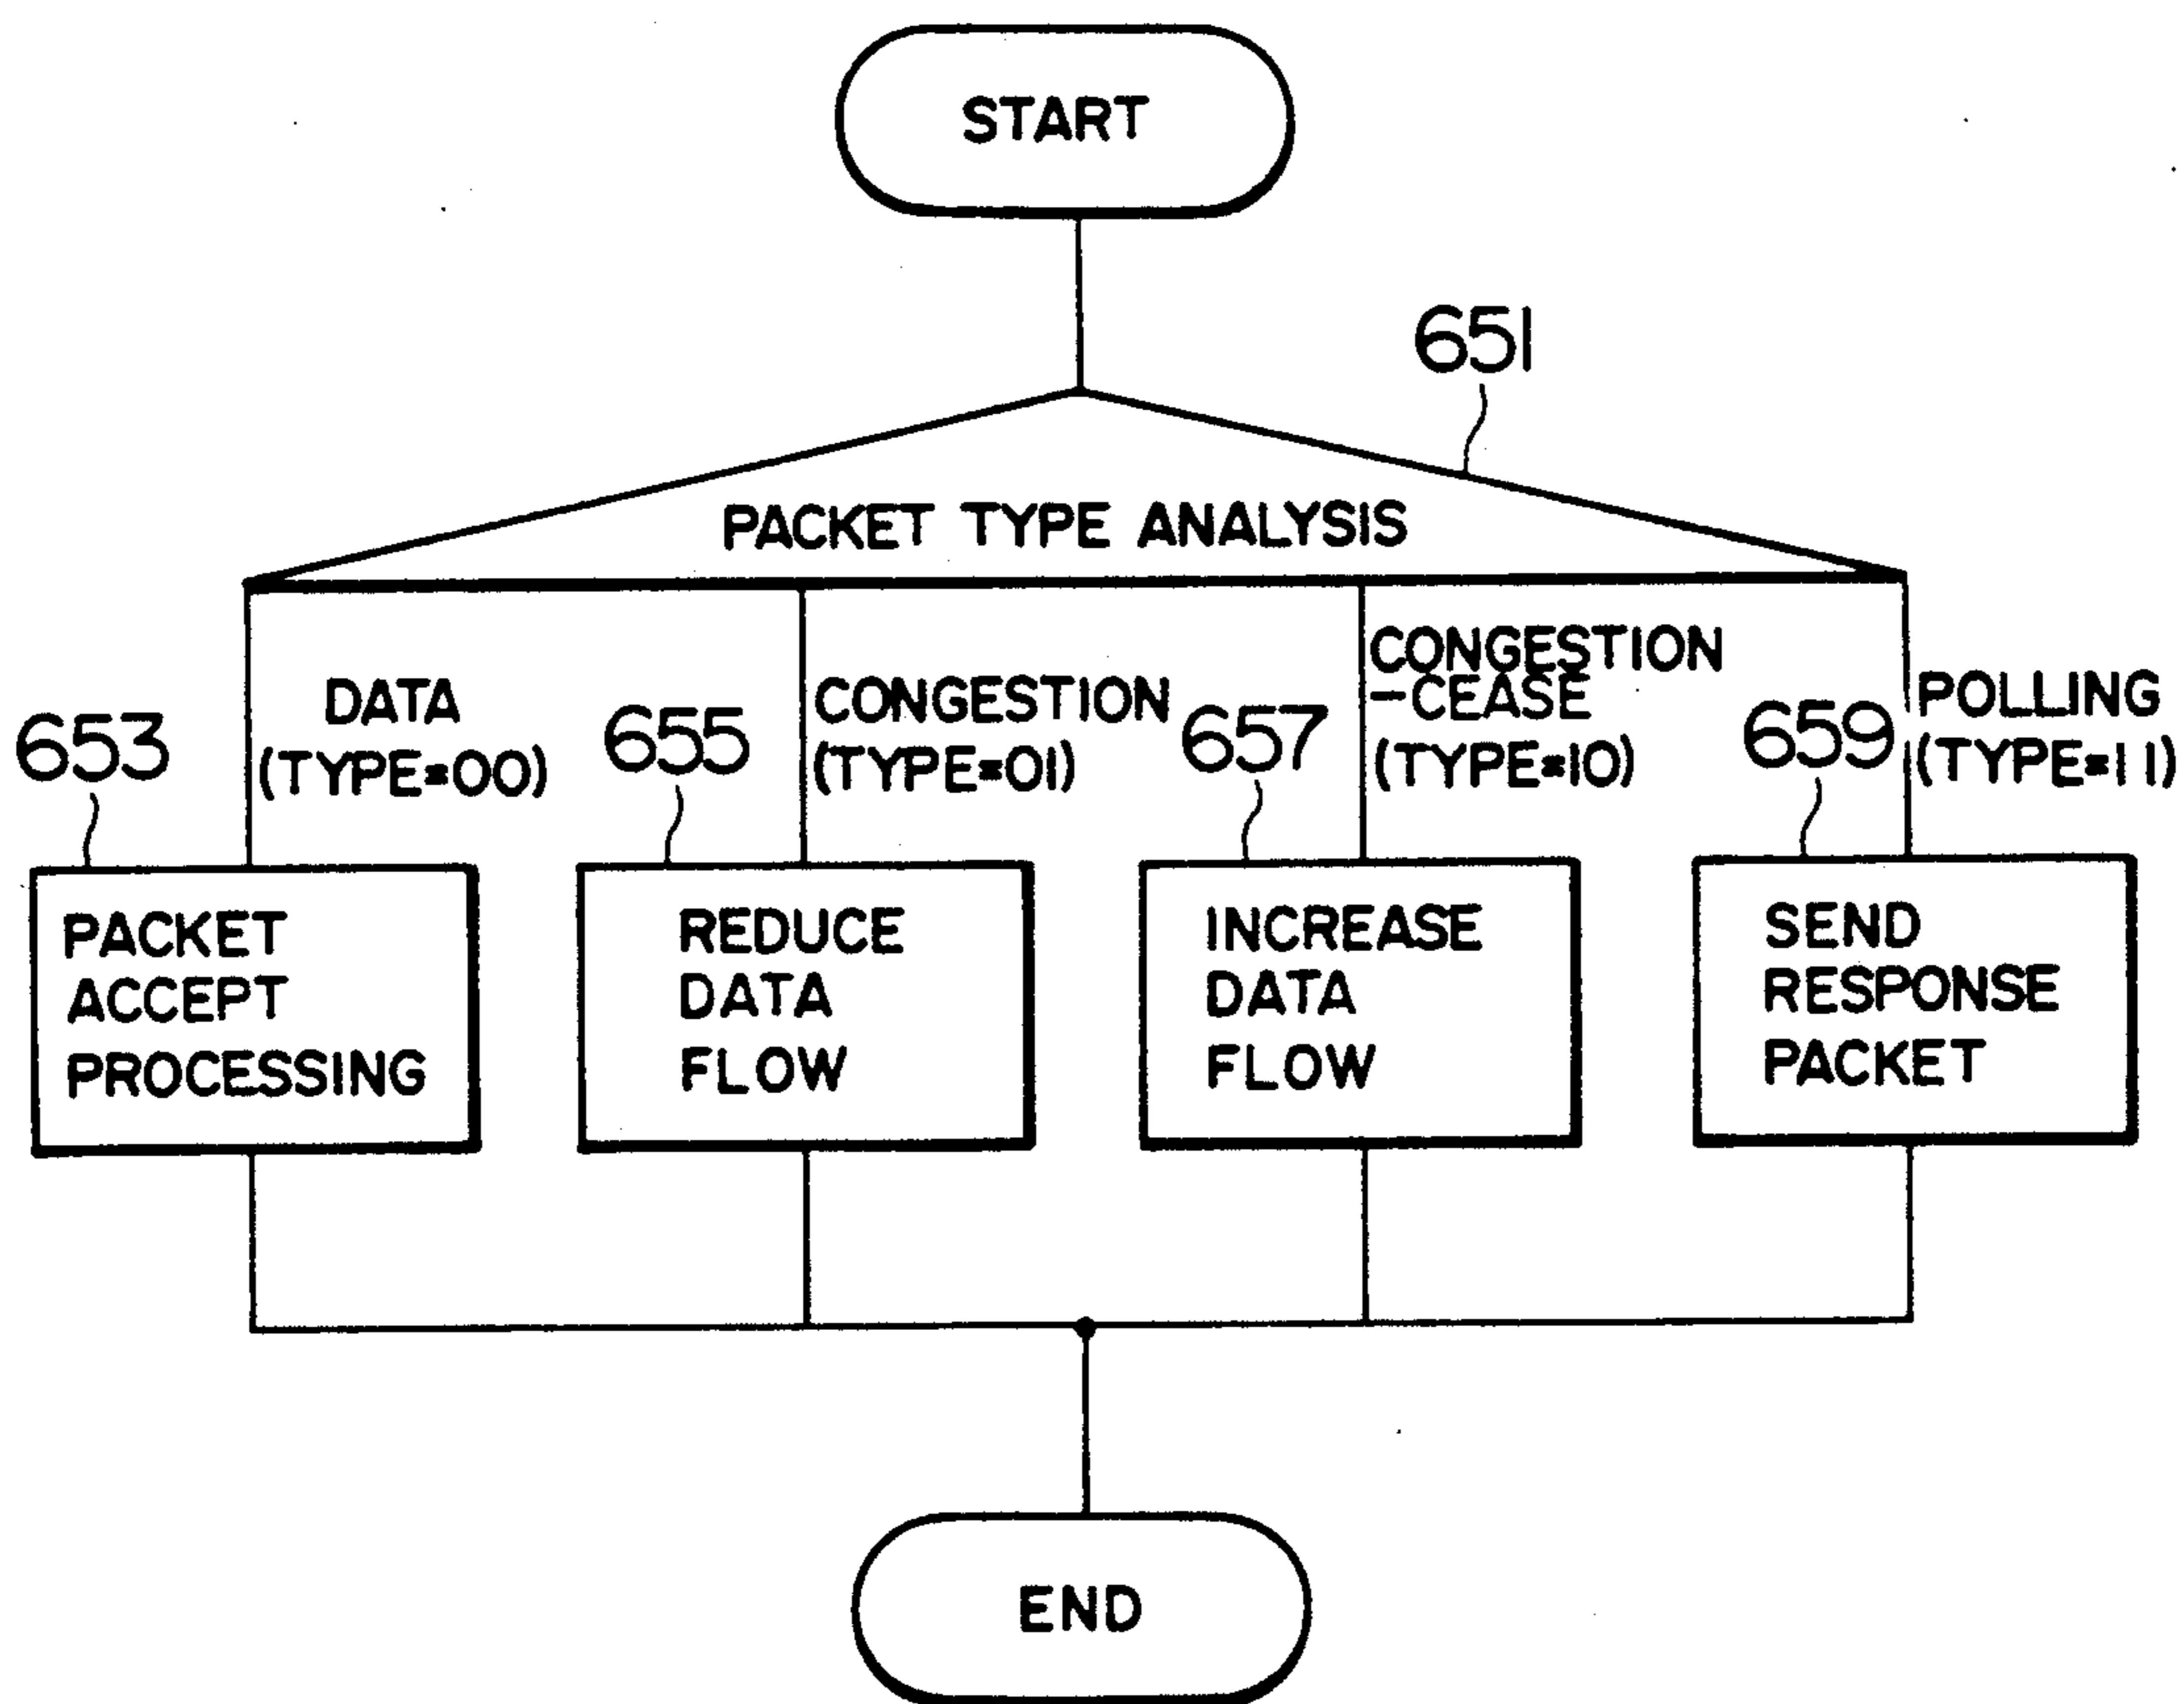 START
651
PACKET TYPE ANALYSIS
653
DATA
(TYPE=00)
655
CONGESTION
(TYPE=01)
657
CONGESTION
-CEASE
(TYPE=10)
659
POLLING
(TYPE=11)
PACKET
ACCEPT
PROCESSING
REDUCE
DATA
FLOW
INCREASE
DATA
FLOW
SEND
RESPONSE
PACKET
END